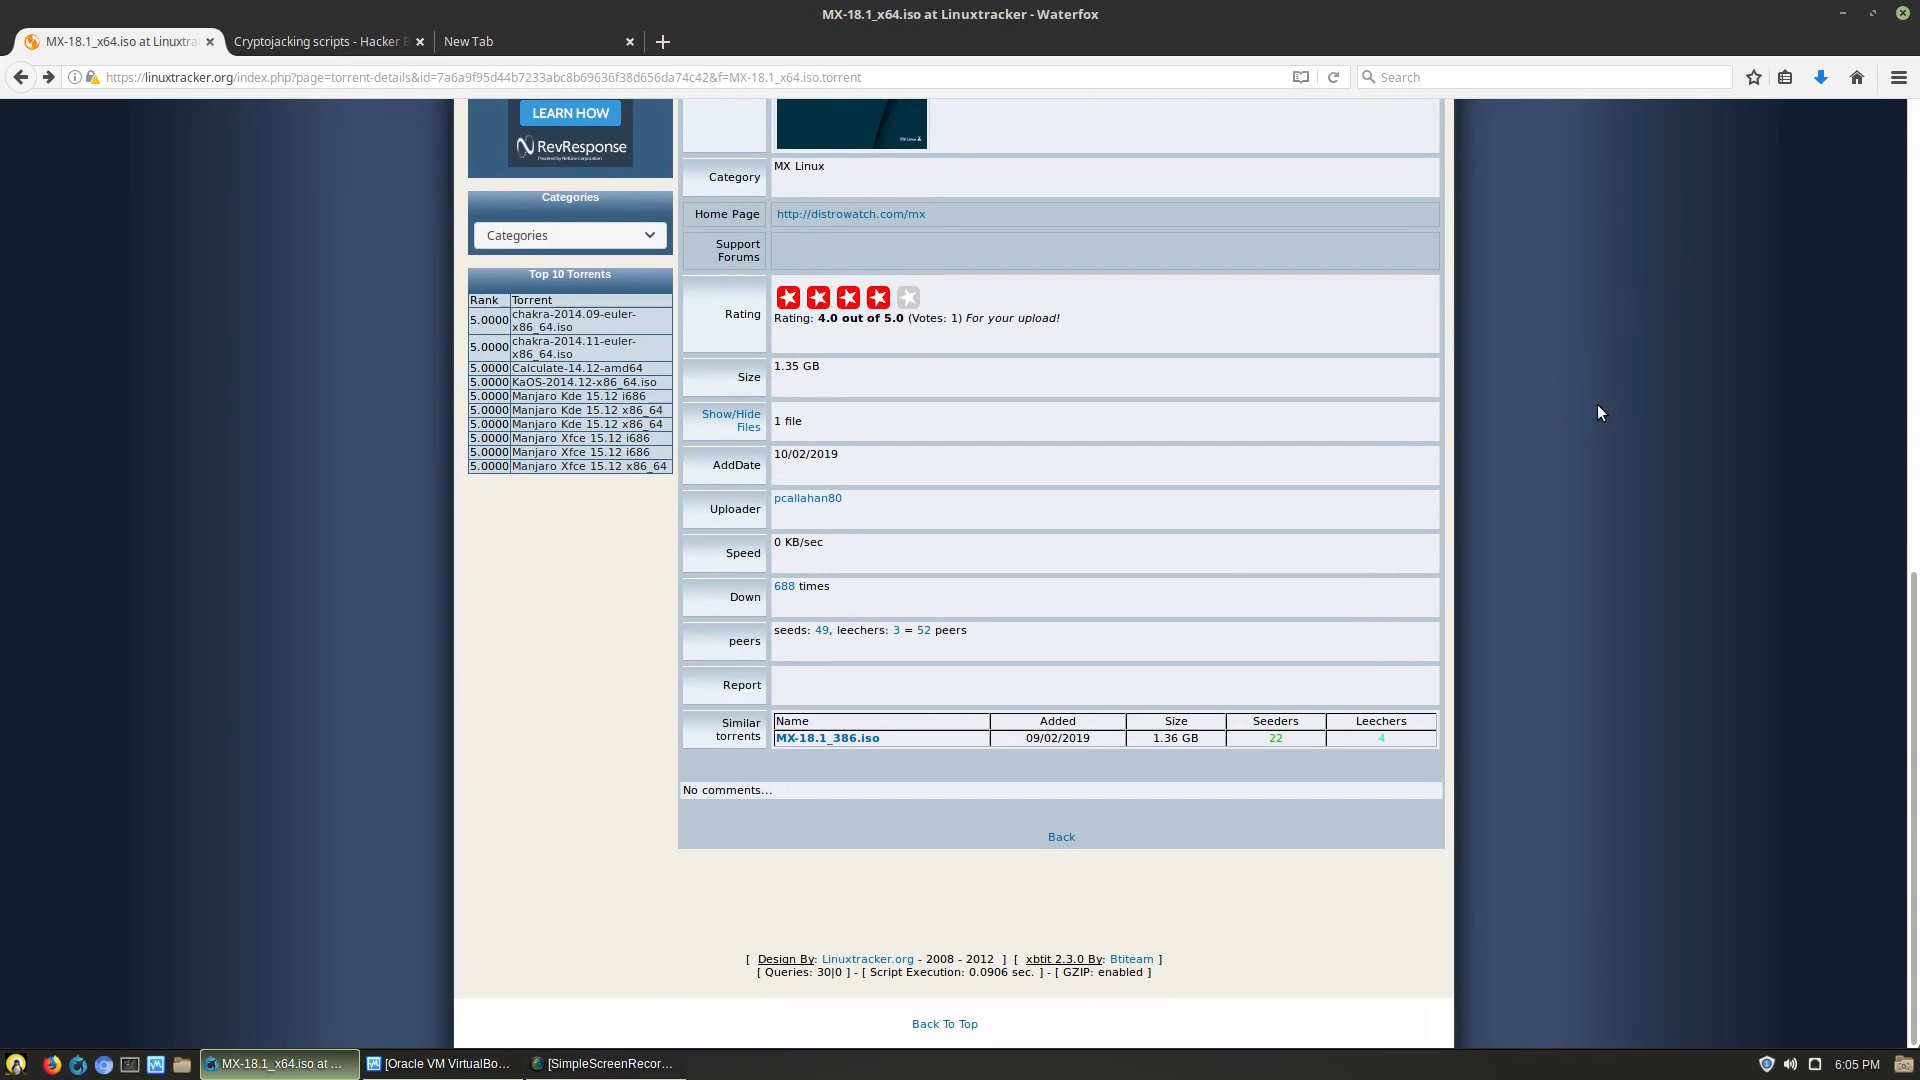 MX-18.1_x64.iso at Linuxtracker - Waterfox
MX-18.1_x64.iso at Linuxtra
Cryptojacking scripts - Hacker
New Tab
https://linuxtracker.org/index.php?page=torrent-details&id=7a6a9f95d44b7233abc8b69636f38d656da74c42&f=MX-18.1_x64.iso.torrent
Search
LEARN HOW
RevResponse
Categories
Categories
Top 10 Torrents
Rank Torrent
5.0000 chakra-2014.09-euler-x86_64.iso
5.0000 chakra-2014.11-euler-x86_64.iso
5.0000 Calculate-14.12-amd64
5.0000 KaOS-2014.12-x86_64.iso
5.0000 Manjaro Kde 15.12 i686
5.0000 Manjaro Kde 15.12 x86_64
5.0000 Manjaro Kde 15.12 x86_64
5.0000 Manjaro Xfce 15.12 i686
5.0000 Manjaro Xfce 15.12 i686
5.0000 Manjaro Xfce 15.12 x86_64
Category MX Linux
Home Page http://distrowatch.com/mx
Support Forums
Rating
Rating: 4.0 out of 5.0 (Votes: 1) For your upload!
Size 1.35 GB
Show/Hide Files 1 file
AddDate 10/02/2019
Uploader pcallahan80
Speed 0 KB/sec
Down 688 times
peers seeds: 49, leechers: 3 = 52 peers
Report
Similar torrents
Name Added Size Seeders Leechers
MX-18.1_386.iso 09/02/2019 1.36 GB 22 4
No comments...
Back
[ Design By: Linuxtracker.org - 2008 - 2012 ] [ xbtit 2.3.0 By: Btiteam ]
[ Queries: 30|0 ] - [ Script Execution: 0.0906 sec. ] - [ GZIP: enabled ]
Back To Top
MX-18.1_x64.iso at ...
[Oracle VM VirtualBo...
[SimpleScreenRecor...
6:05 PM